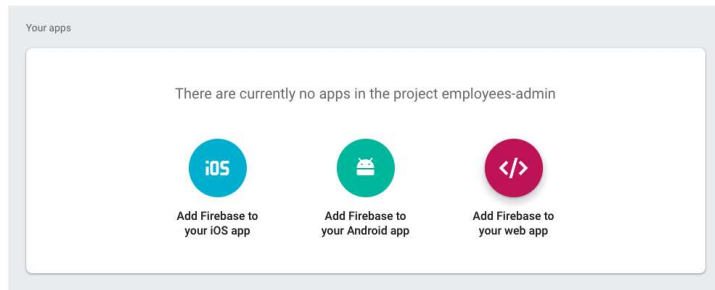 Your apps
There are currently no apps in the project employees-admin
iOS
</>
Add Firebase to
your iOS app
Add Firebase to
your Android app
Add Firebase to
your web app